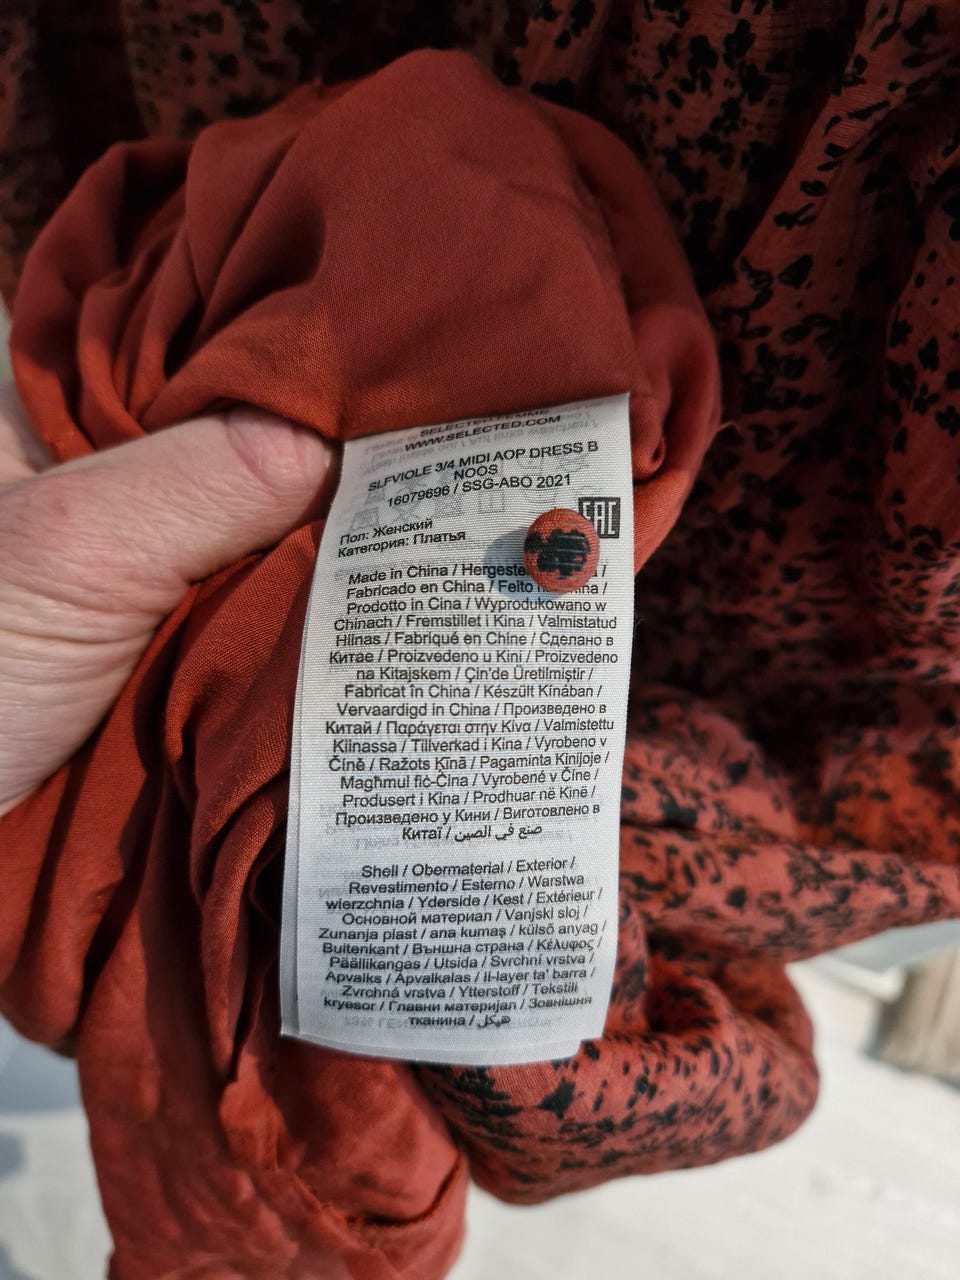 SELECTED FEMME
WWW.SELECTED.COM
SLFVIOLE 3/4 MIDI AOP DRESS B
NOOS
16079696 / SSG-ABO 2021
EAC
Пол: Женский
Категория: Платья
Made in China / Hergeste /
Fabricado en China / Feito /
Prodotto in Cina / Wyprodukowano w
Chinach / Fremstillet i Kina / Valmistatud
Hiinas / Fabriqué en Chine / Сделано в
Китае / Proizvedeno u Kini / Proizvedeno
na Kitajskem / Çin'de Üretilmiştir /
Fabricat în China / Készült Kínában /
Vervaardigd in China / Произведено в
Китай / Παράγεται στην Κίνα / Valmistettu
Kiinassa / Tillverkad i Kina / Vyrobeno v
Číně / Ražots Ķīnā / Pagaminta Kinijoje /
Magħmul fiċ-Ċina / Vyrobené v Číne /
Produsert i Kina / Prodhuar në Kinë /
Произведено у Кини / Виготовлено в
Китаї / صنع في الصين
Shell / Obermaterial / Exterior /
Revestimento / Esterno / Warstwa
wierzchnia / Yderside / Kest / Extérieur /
Основной материал / Vanjski sloj /
Zunanja plast / ana kumaş / külső anyag /
Buitenkant / Външна страна / Κέλυφος /
Päällikangas / Utsida / Svrchní vrstva /
Apvalks / Apvalkalas / Il-layer ta' barra /
Zvrchná vrstva / Ytterstoff / Tekstili
kryesor / Главни материјал / Зовнішня
тканина / هيكل